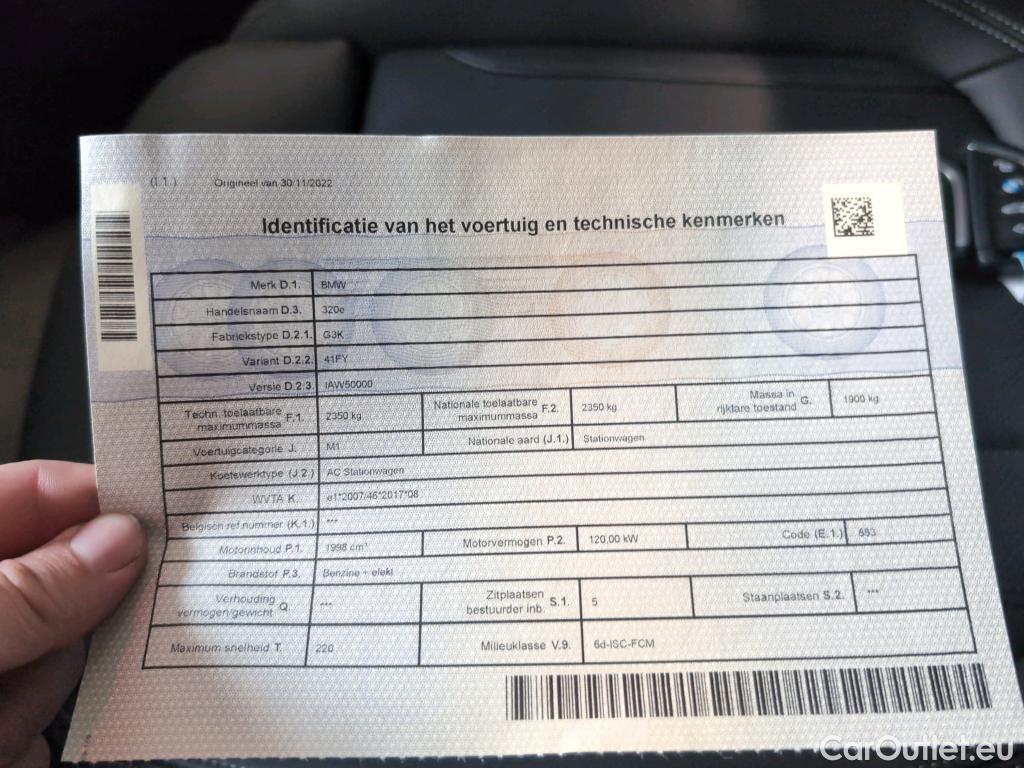 (I.1.) Origineel van 30/11/2022
Identificatie van het voertuig en technische kenmerken
Merk D.1. BMW
Handelsnaam D.3. 320e
Fabriekstype D.2.1. G3K
Variant D.2.2. 41FY
Versie D.2.3. IAW50000
Techn. toelaatbare maximummassa F.1. 2350 kg Nationale toelaatbare maximummassa F.2. 2350 kg Massa in rijklare toestand G. 1900 kg
Voertuigcategorie J. M1 Nationale aard (J.1.) Stationwagen
Koetswerktype (J.2.) AC Stationwagen
WVTA K. e1*2007/46*2017*08
Belgisch ref.nummer (K.1.) ***
Motorinhoud P.1. 1998 cm³ Motorvermogen P.2. 120,00 kW Code (E.1.) 653
Brandstof P.3. Benzine + elekt
Verhouding vermogen/gewicht Q. *** Zitplaatsen bestuurder inb. S.1. 5 Staanplaatsen S.2. ***
Maximum snelheid T. 220 Milieuklasse V.9. 6d-ISC-FCM
CarOutlet.eu